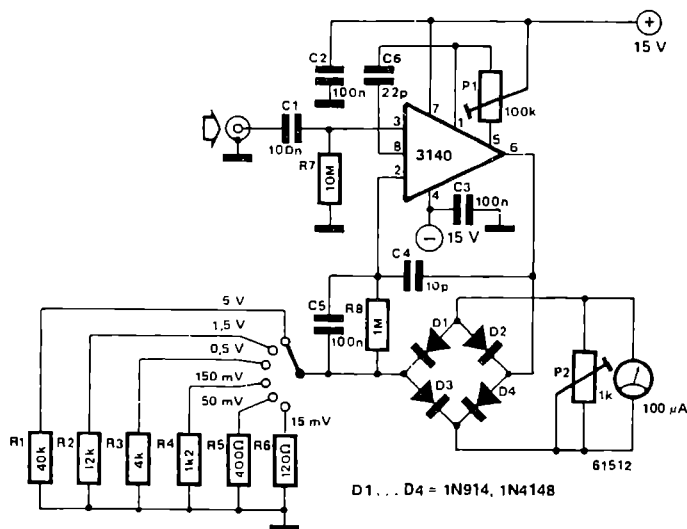 +
15 V
C2
100n
C6
22p
P1
100k
C1
100n
R7
10M
3
8
2
7
1
5
6
4
3140
C3
100n
−
15 V
C4
10p
C5
100n
R8
1M
5 V
1,5 V
0,5 V
150 mV
50 mV
15 mV
D1
D2
D3
D4
P2
1k
100 µA
R1
40k
R2
12k
R3
4k
R4
1k2
R5
400Ω
R6
120Ω
61512
D1 ... D4 = 1N914, 1N4148